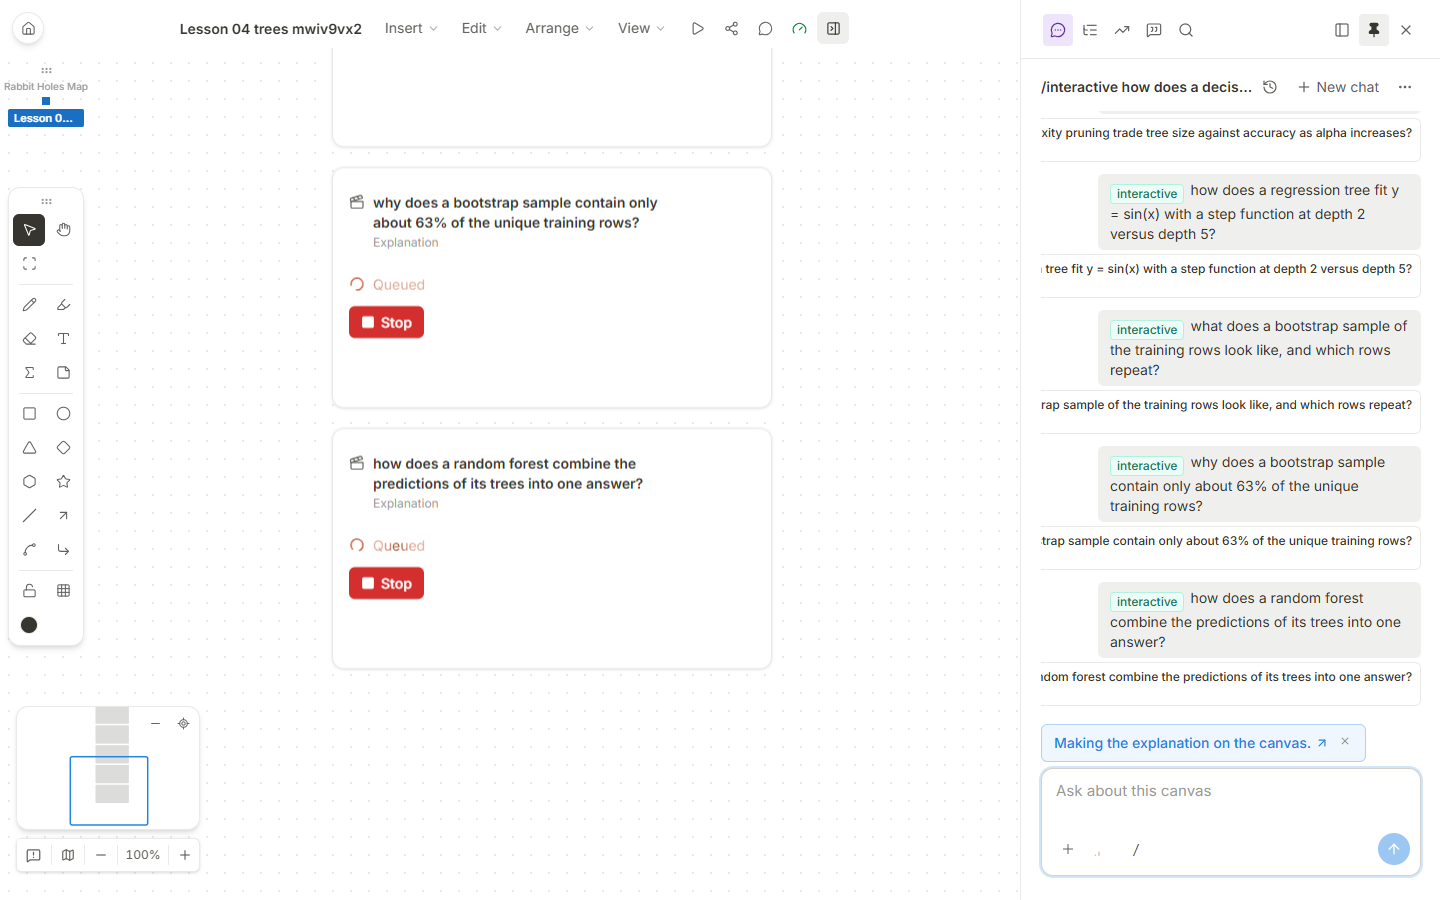 Lesson 04 trees mwiv9vx2
Insert
Edit
Arrange
View
Rabbit Holes Map
Lesson 0...
why does a bootstrap sample contain only
about 63% of the unique training rows?
Explanation
Queued
Stop
how does a random forest combine the
predictions of its trees into one answer?
Explanation
Queued
Stop
100%
/interactive how does a decis...
New chat
xity pruning trade tree size against accuracy as alpha increases?
interactive how does a regression tree fit y
= sin(x) with a step function at depth 2
versus depth 5?
tree fit y = sin(x) with a step function at depth 2 versus depth 5?
interactive what does a bootstrap sample of
the training rows look like, and which rows
repeat?
rap sample of the training rows look like, and which rows repeat?
interactive why does a bootstrap sample
contain only about 63% of the unique
training rows?
trap sample contain only about 63% of the unique training rows?
interactive how does a random forest
combine the predictions of its trees into one
answer?
ndom forest combine the predictions of its trees into one answer?
Making the explanation on the canvas.
Ask about this canvas
/